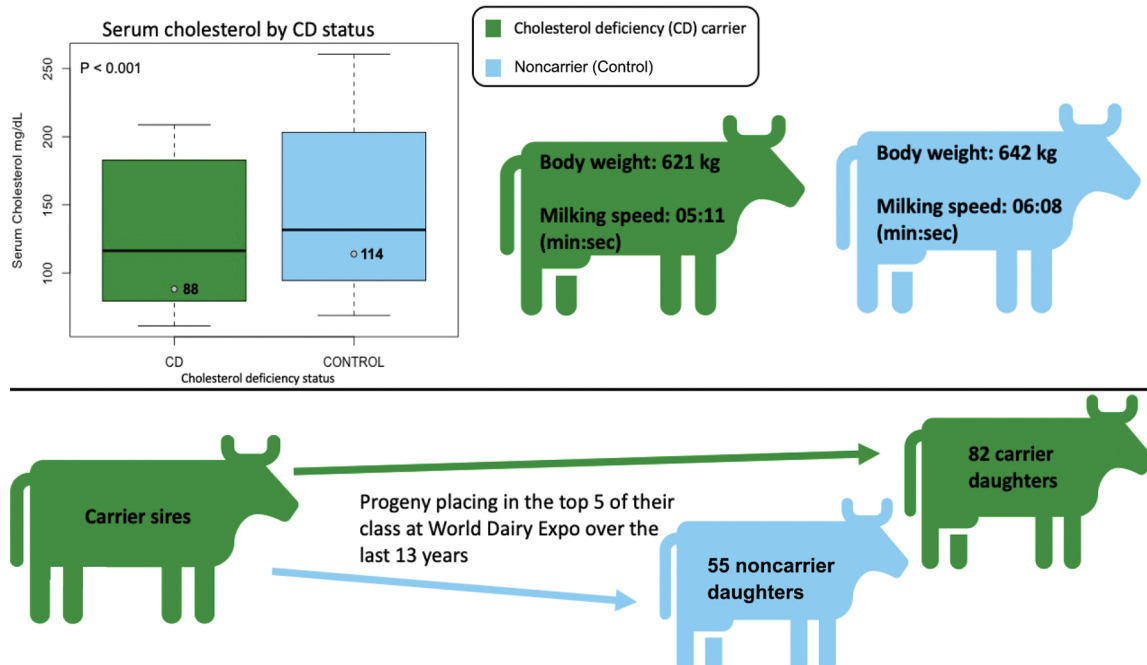 Serum cholesterol by CD status
P < 0.001
Serum Cholesterol mg/dL
250
200
150
100
88
114
CD
CONTROL
Cholesterol deficiency status
Cholesterol deficiency (CD) carrier
Noncarrier (Control)
Body weight: 621 kg
Milking speed: 05:11
(min:sec)
Body weight: 642 kg
Milking speed: 06:08
(min:sec)
Carrier sires
Progeny placing in the top 5 of their
class at World Dairy Expo over the
last 13 years
82 carrier
daughters
55 noncarrier
daughters